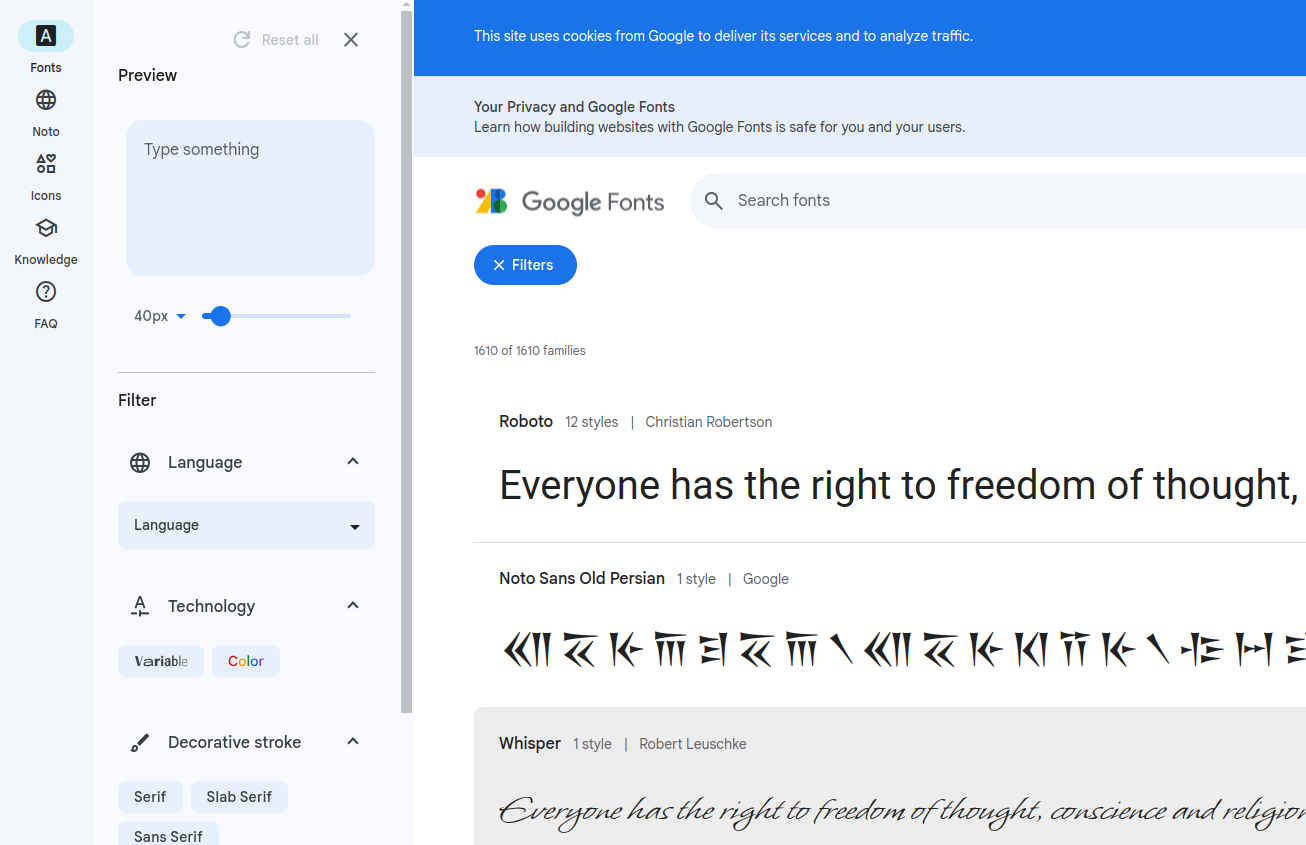 Fonts
Noto
Icons
Knowledge
FAQ
Reset all
Preview
Type something
40px
Filter
Language
Language
Technology
Variable
Color
Decorative stroke
Serif
Slab Serif
Sans Serif
This site uses cookies from Google to deliver its services and to analyze traffic.
Your Privacy and Google Fonts
Learn how building websites with Google Fonts is safe for you and your users.
Google Fonts
Search fonts
Filters
1610 of 1610 families
Roboto 12 styles | Christian Robertson
Everyone has the right to freedom of thought,
Noto Sans Old Persian 1 style | Google
Whisper 1 style | Robert Leuschke
Everyone has the right to freedom of thought, conscience and religion